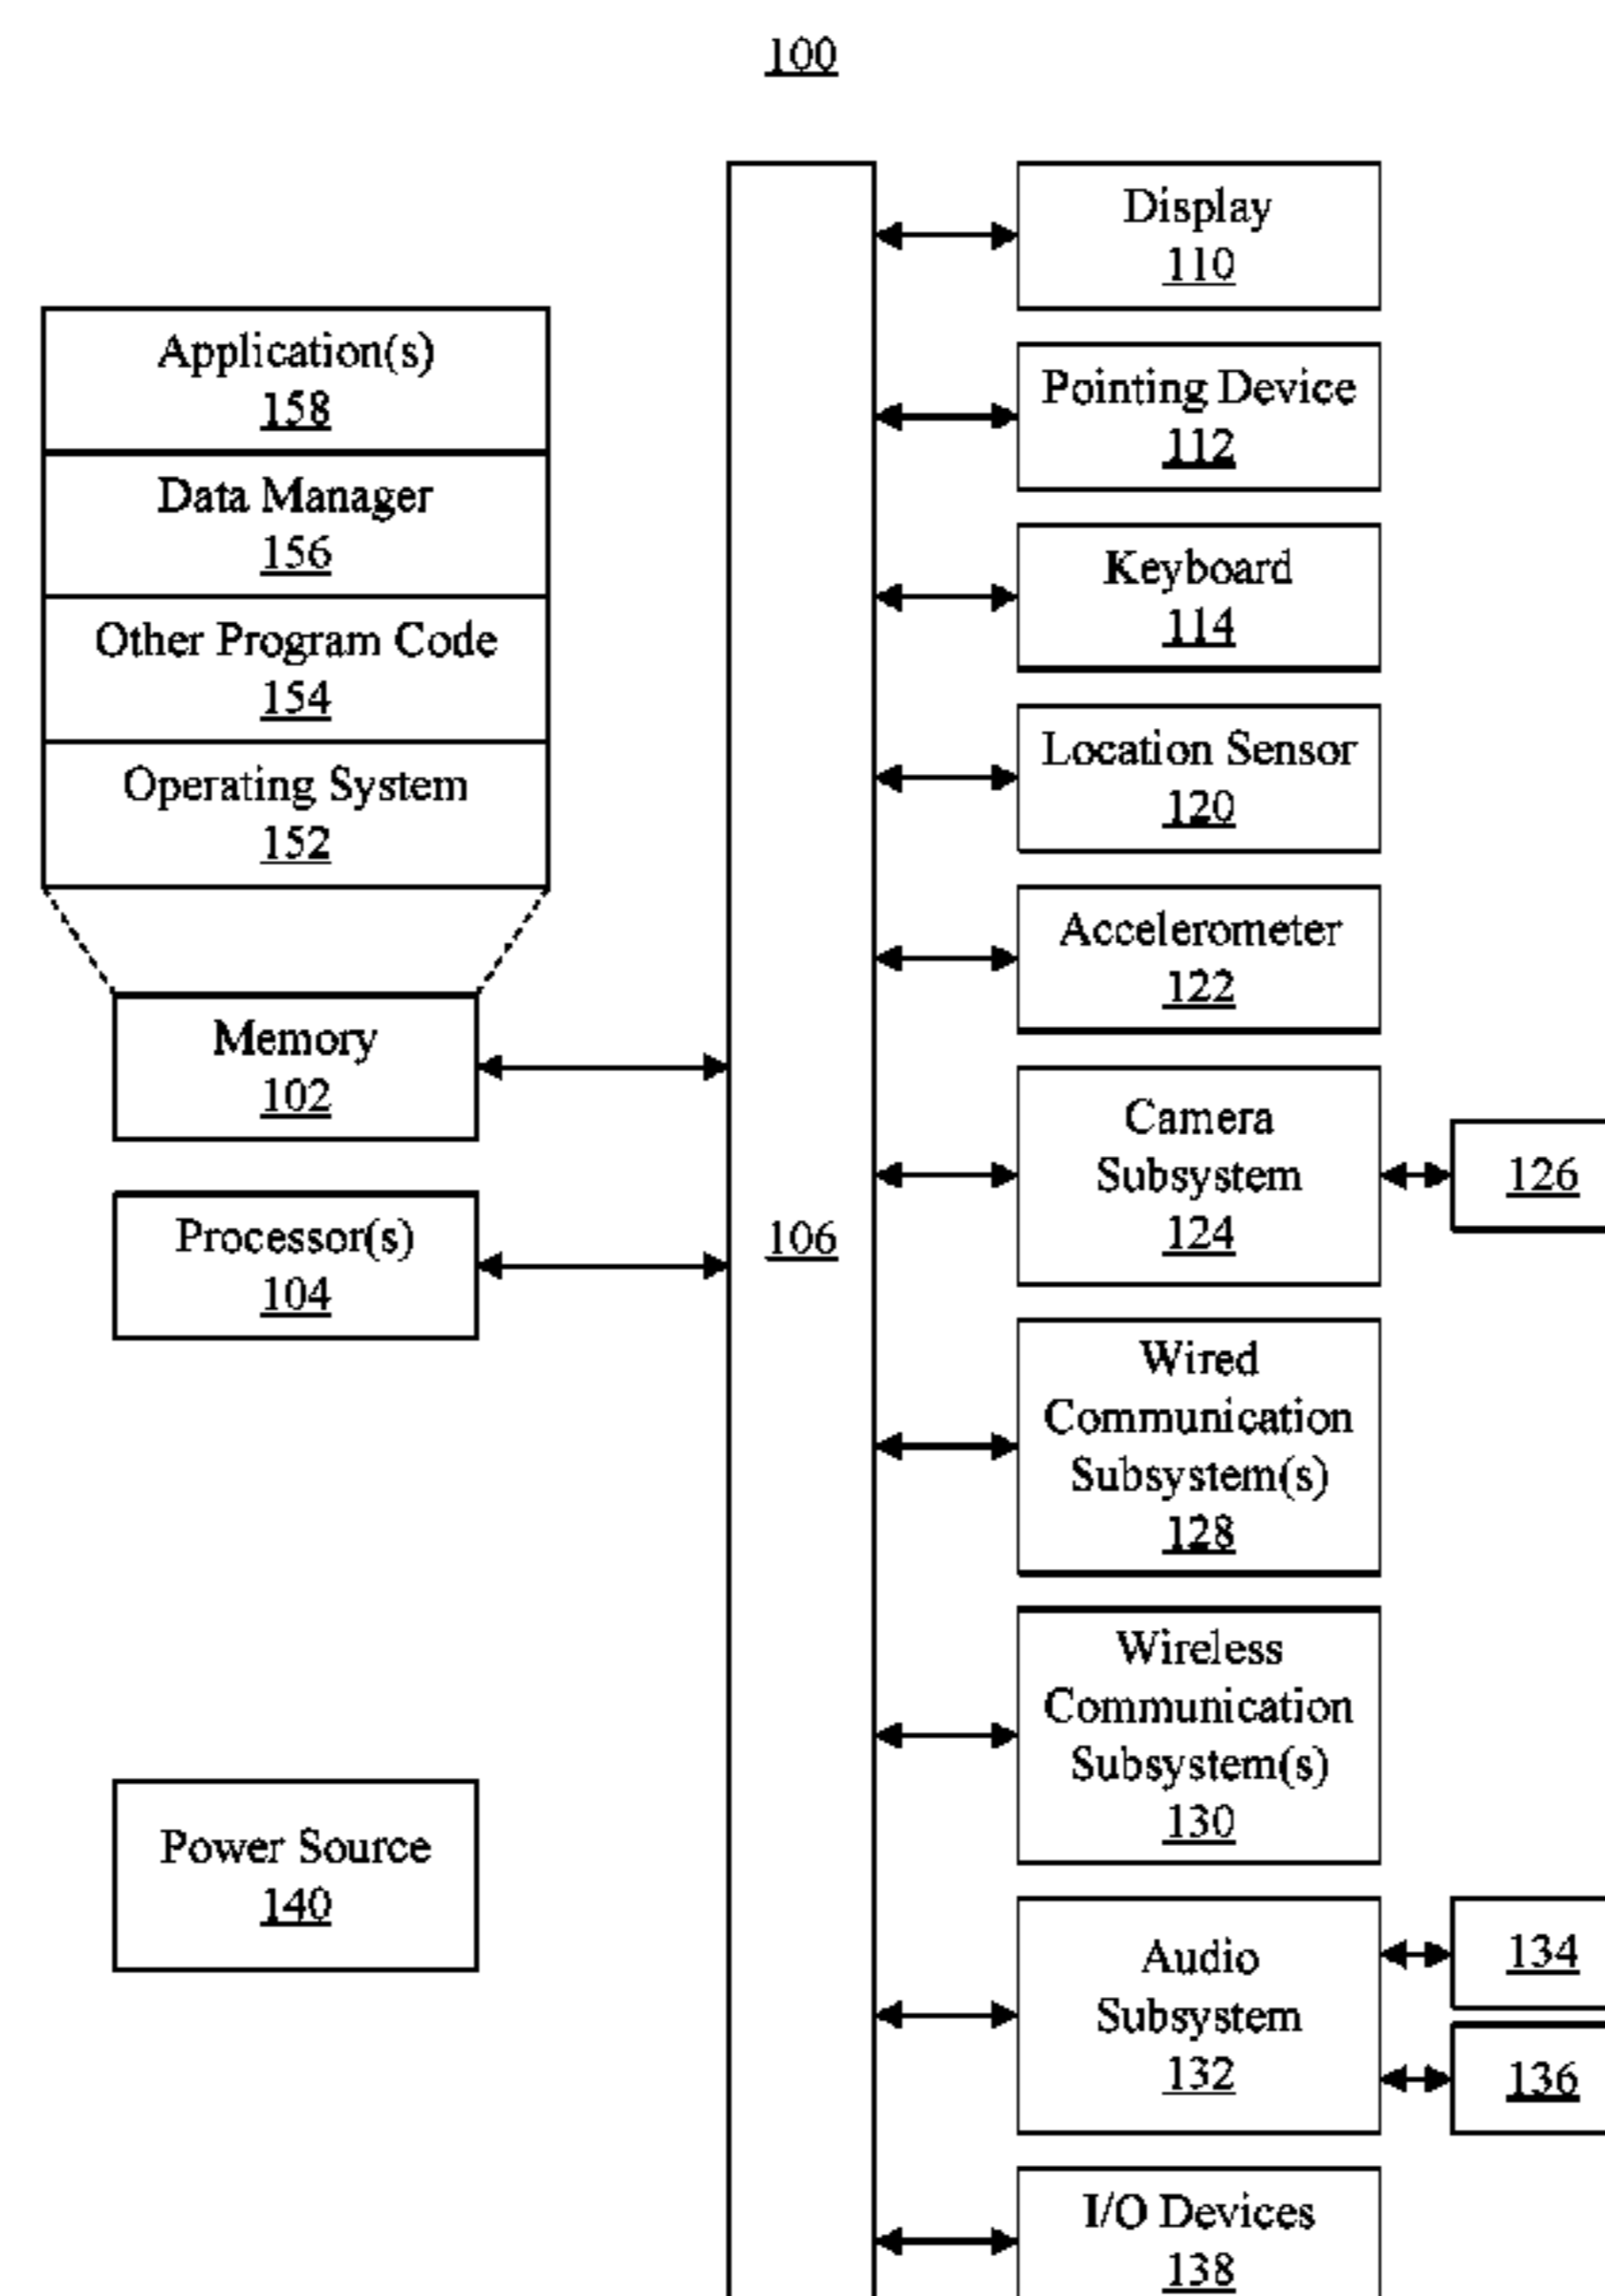 100
Application(s)
158
Data Manager
156
Other Program Code
154
Operating System
152
Memory
102
Processor(s)
104
Power Source
140
106
Display
110
Pointing Device
112
Keyboard
114
Location Sensor
120
Accelerometer
122
Camera
Subsystem
124
126
Wired
Communication
Subsystem(s)
128
Wireless
Communication
Subsystem(s)
130
Audio
Subsystem
132
134
136
I/O Devices
138